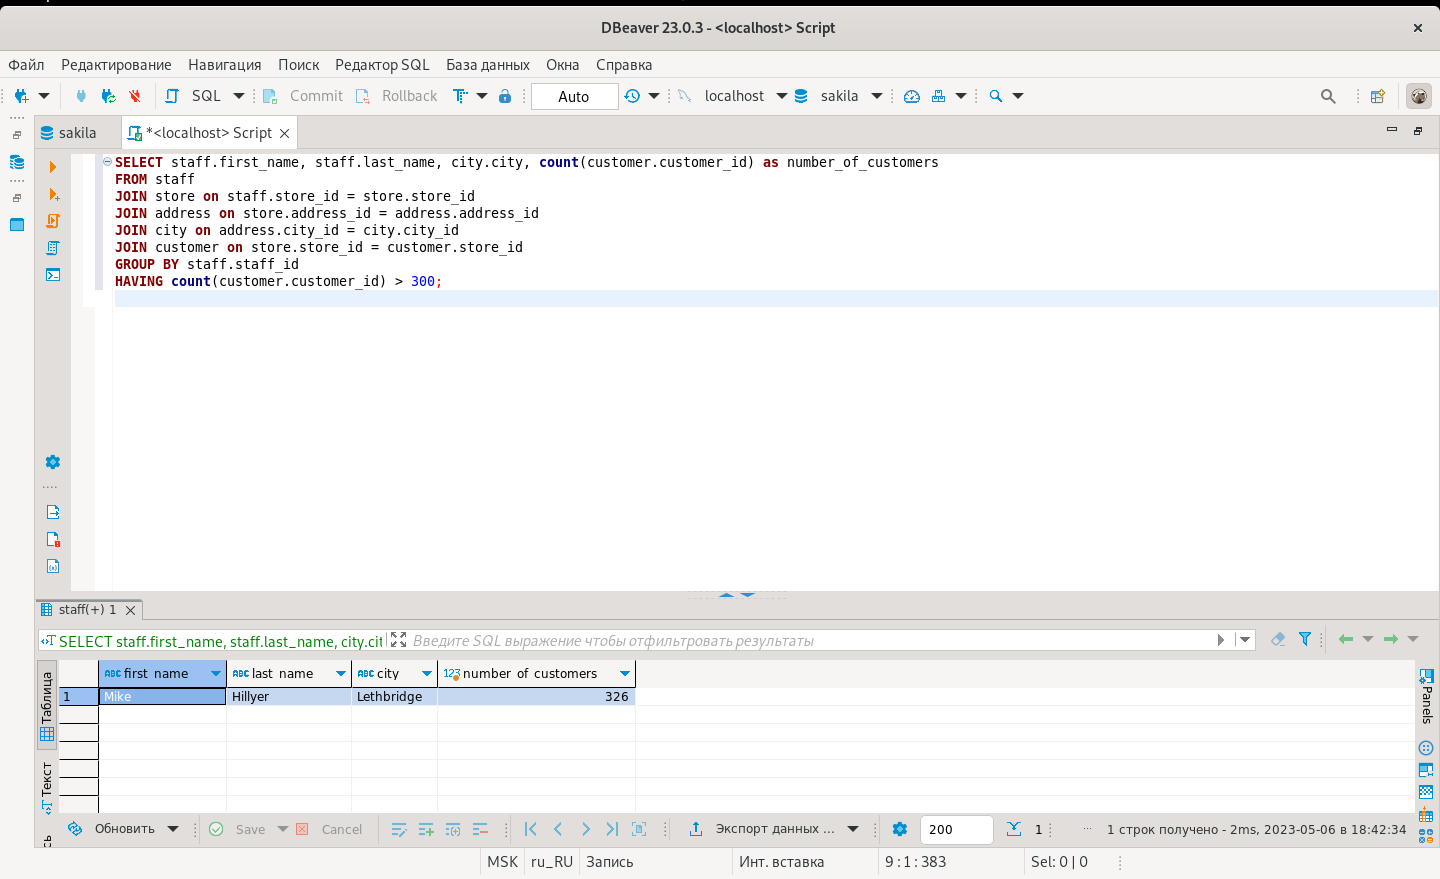 DBeaver 23.0.3 - <localhost> Script
Файл Редактирование Навигация Поиск Редактор SQL База данных Окна Справка
SQL Commit Rollback Auto localhost sakila
sakila *<localhost> Script
SELECT staff.first_name, staff.last_name, city.city, count(customer.customer_id) as number_of_customers
FROM staff
JOIN store on staff.store_id = store.store_id
JOIN address on store.address_id = address.address_id
JOIN city on address.city_id = city.city_id
JOIN customer on store.store_id = customer.store_id
GROUP BY staff.staff_id
HAVING count(customer.customer_id) > 300;
staff(+) 1
SELECT staff.first_name, staff.last_name, city.cit Введите SQL выражение чтобы отфильтровать результаты
Таблица
Текст
ABC first_name ABC last_name ABC city 123 number_of_customers
1 Mike Hillyer Lethbridge 326
Panels
Обновить Save Cancel Экспорт данных ... 200 1 1 строк получено - 2ms, 2023-05-06 в 18:42:34
MSK ru_RU Запись Инт. вставка 9 : 1 : 383 Sel: 0 | 0